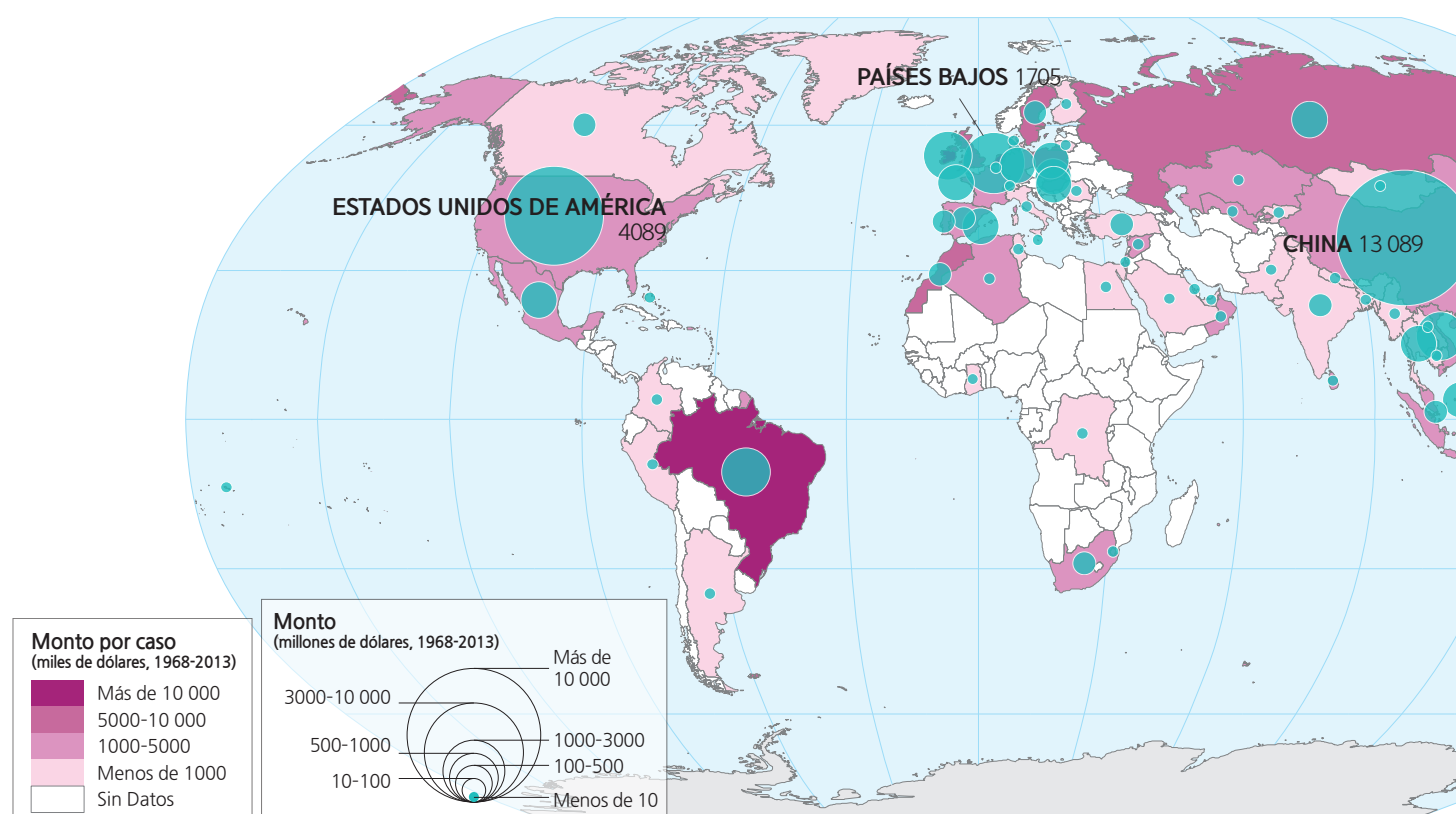 PAÍSES BAJOS 1705
ESTADOS UNIDOS DE AMÉRICA
4089
CHINA 13 089
Monto por caso
(miles de dólares, 1968-2013)
Más de 10 000
5000-10 000
1000-5000
Menos de 1000
Sin Datos
Monto
(millones de dólares, 1968-2013)
Más de
10 000
3000-10 000
1000-3000
500-1000
100-500
10-100
Menos de 10